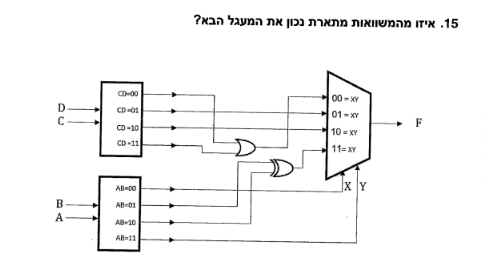 15. איזו מהמשוואות מתארת נכון את המעגל הבא?
CD=00
CD=01
CD=10
CD=11
D
C
00 = XY
01 = XY
10 = XY
11= XY
F
X Y
AB=00
AB=01
AB=10
AB=11
B
A